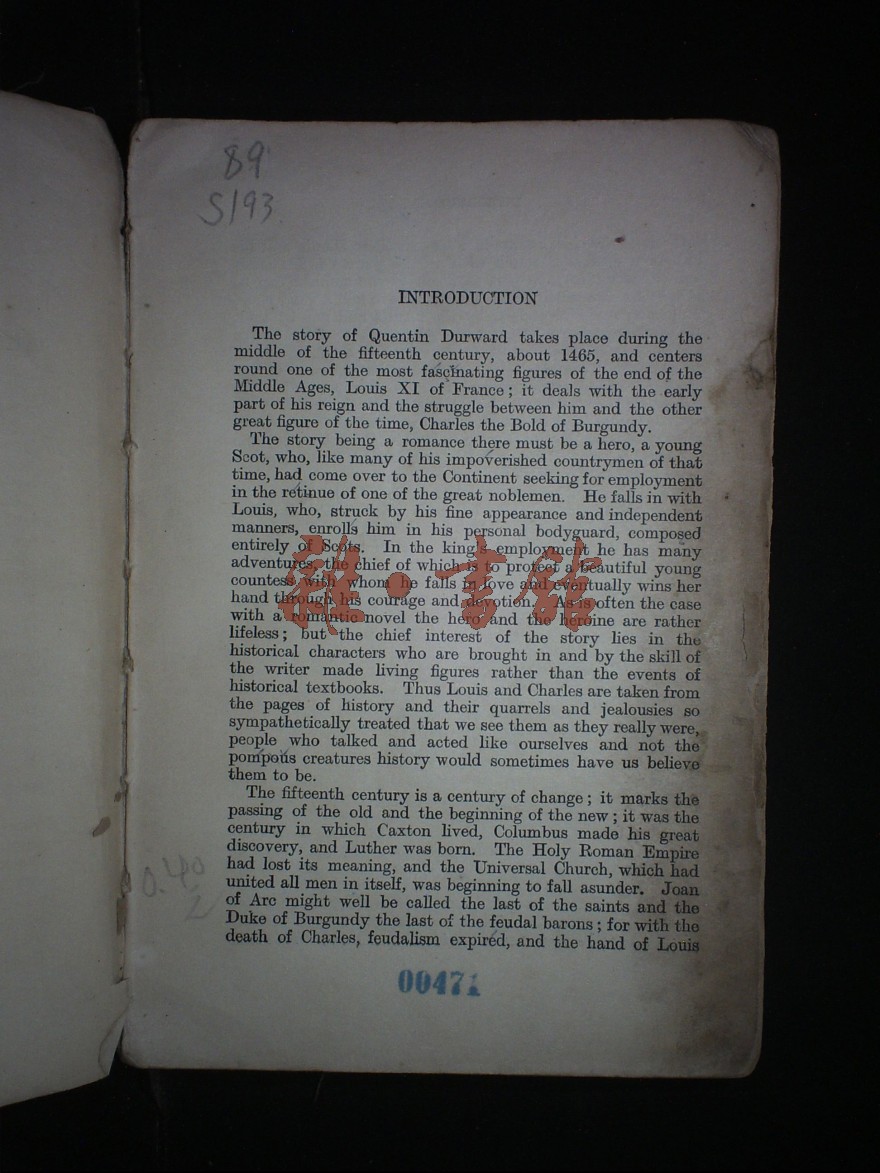 89
S193
INTRODUCTION
The story of Quentin Durward takes place during the
middle of the fifteenth century, about 1465, and centers
round one of the most fascinating figures of the end of the
Middle Ages, Louis XI of France ; it deals with the early
part of his reign and the struggle between him and the other
great figure of the time, Charles the Bold of Burgundy.
The story being a romance there must be a hero, a young
Scot, who, like many of his impoverished countrymen of that
time, had come over to the Continent seeking for employment
in the retinue of one of the great noblemen. He falls in with
Louis, who, struck by his fine appearance and independent
manners, enrolls him in his personal bodyguard, composed
entirely of Scots. In the king's employment he has many
adventures, the chief of which is to protect a beautiful young
countess with whom he falls in love and eventually wins her
hand through his courage and devotion. As is often the case
with a romantic novel the hero and the heroine are rather
lifeless ; but the chief interest of the story lies in the
historical characters who are brought in and by the skill of
the writer made living figures rather than the events of
historical textbooks. Thus Louis and Charles are taken from
the pages of history and their quarrels and jealousies so
sympathetically treated that we see them as they really were,
people who talked and acted like ourselves and not the
pompous creatures history would sometimes have us believe
them to be.
The fifteenth century is a century of change ; it marks the
passing of the old and the beginning of the new ; it was the
century in which Caxton lived, Columbus made his great
discovery, and Luther was born. The Holy Roman Empire
had lost its meaning, and the Universal Church, which had
united all men in itself, was beginning to fall asunder. Joan
of Arc might well be called the last of the saints and the
Duke of Burgundy the last of the feudal barons ; for with the
death of Charles, feudalism expired, and the hand of Louis
00471